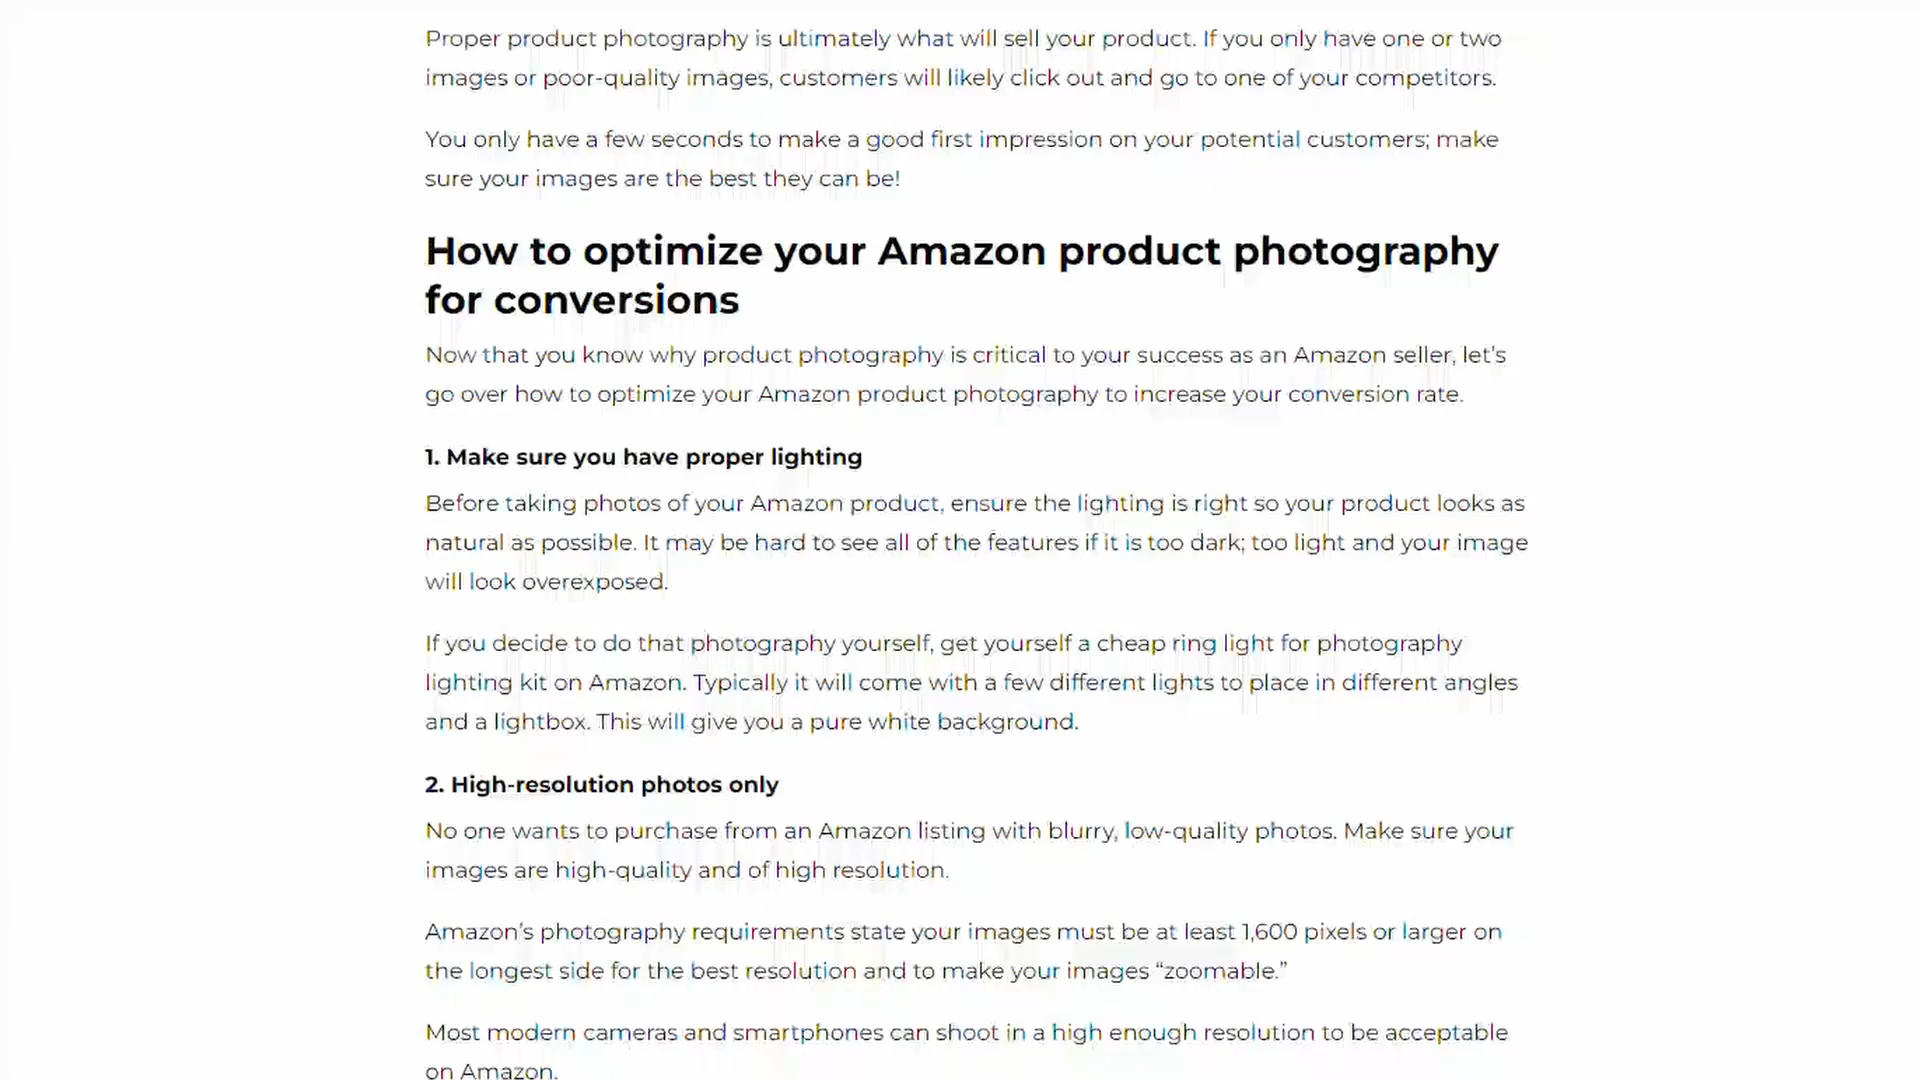 Proper product photography is ultimately what will sell your product. If you only have one or two
images or poor-quality images, customers will likely click out and go to one of your competitors.
You only have a few seconds to make a good first impression on your potential customers; make
sure your images are the best they can be!
How to optimize your Amazon product photography
for conversions
Now that you know why product photography is critical to your success as an Amazon seller, let’s
go over how to optimize your Amazon product photography to increase your conversion rate.
1. Make sure you have proper lighting
Before taking photos of your Amazon product, ensure the lighting is right so your product looks as
natural as possible. It may be hard to see all of the features if it is too dark; too light and your image
will look overexposed.
If you decide to do that photography yourself, get yourself a cheap ring light for photography
lighting kit on Amazon. Typically it will come with a few different lights to place in different angles
and a lightbox. This will give you a pure white background.
2. High-resolution photos only
No one wants to purchase from an Amazon listing with blurry, low-quality photos. Make sure your
images are high-quality and of high resolution.
Amazon’s photography requirements state your images must be at least 1,600 pixels or larger on
the longest side for the best resolution and to make your images “zoomable.”
Most modern cameras and smartphones can shoot in a high enough resolution to be acceptable
on Amazon.